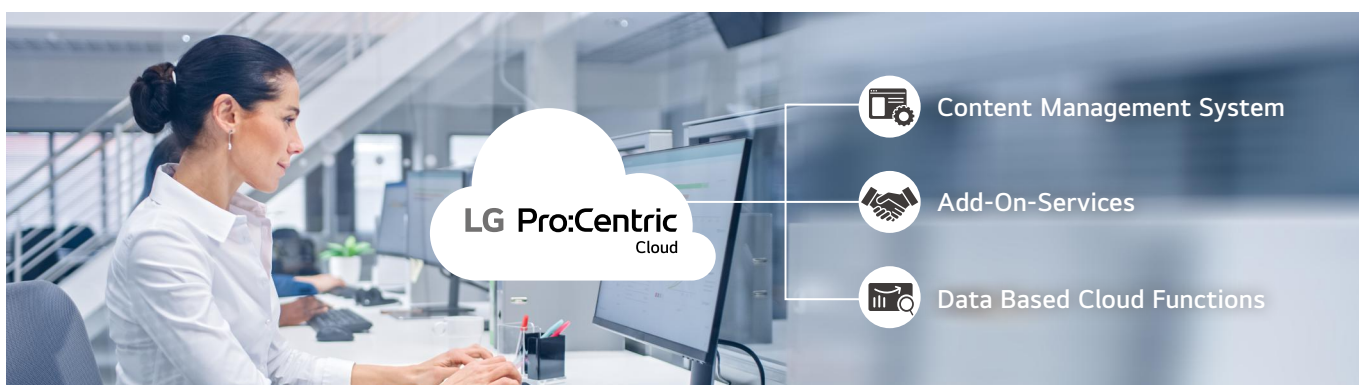 LG Pro:Centric
Cloud
Content Management System
Add-On-Services
Data Based Cloud Functions